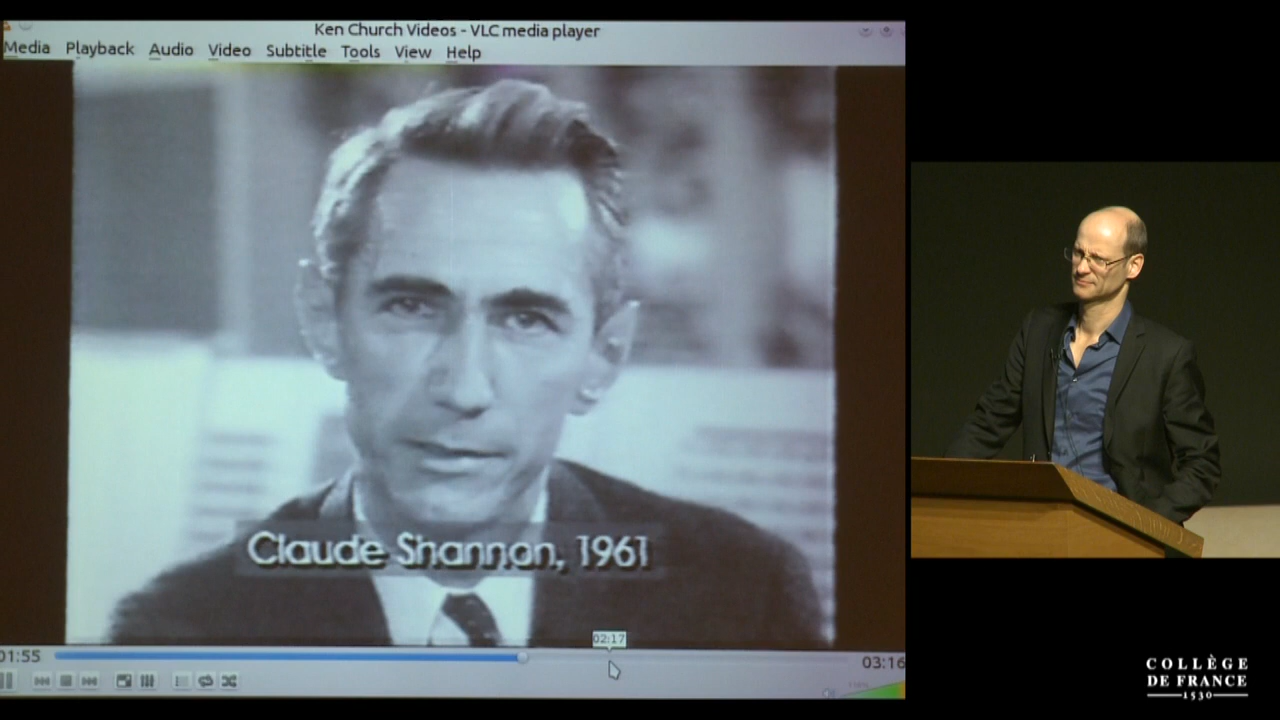 Ken Church Videos - VLC media player
Media Playback Audio Video Subtitle Tools View Help
Claude Shannon, 1961
02:17
01:55
03:16
COLLÈGE
DE FRANCE
1530